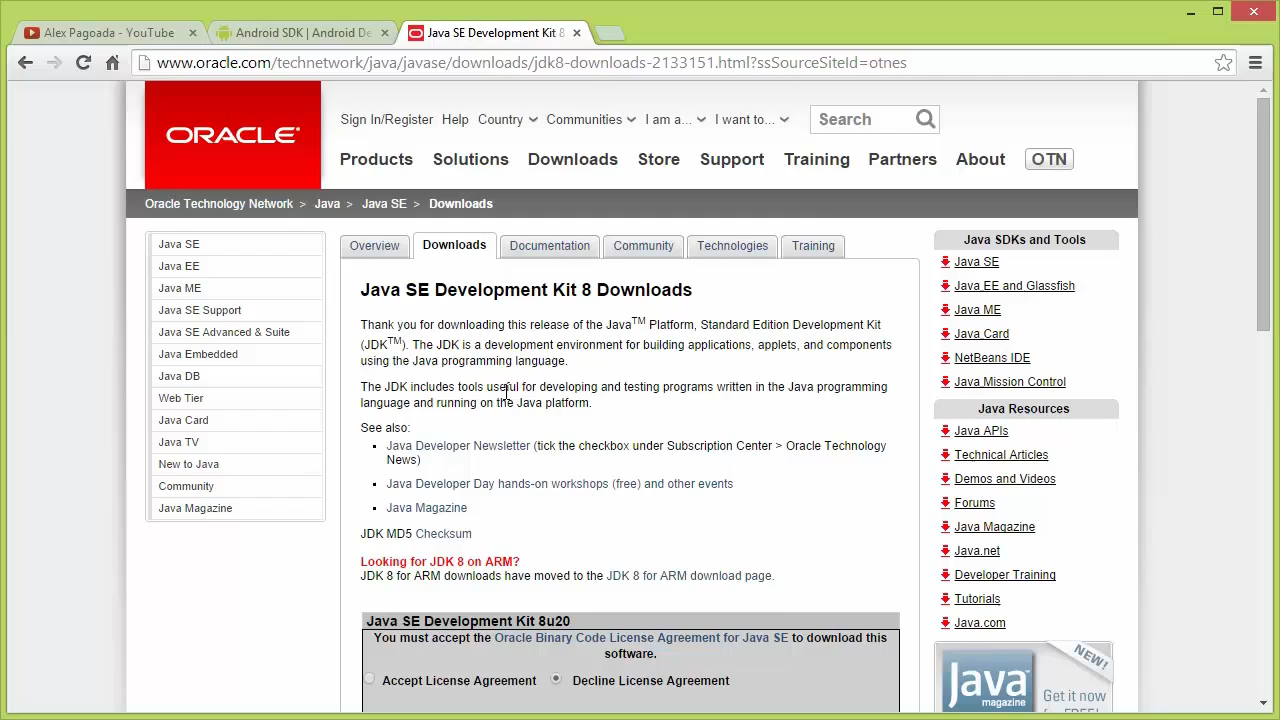 Alex Pagoada - YouTube
Android SDK | Android De
Java SE Development Kit 8
www.oracle.com/technetwork/java/javase/downloads/jdk8-downloads-2133151.html?ssSourceSiteId=otnes
ORACLE
Sign In/Register Help Country Communities I am a... I want to... Search
Products Solutions Downloads Store Support Training Partners About OTN
Oracle Technology Network > Java > Java SE > Downloads
Java SE
Java EE
Java ME
Java SE Support
Java SE Advanced & Suite
Java Embedded
Java DB
Web Tier
Java Card
Java TV
New to Java
Community
Java Magazine
Overview Downloads Documentation Community Technologies Training
Java SE Development Kit 8 Downloads
Thank you for downloading this release of the Java™ Platform, Standard Edition Development Kit
(JDK™). The JDK is a development environment for building applications, applets, and components
using the Java programming language.
The JDK includes tools useful for developing and testing programs written in the Java programming
language and running on the Java platform.
See also:
Java Developer Newsletter (tick the checkbox under Subscription Center > Oracle Technology
News)
Java Developer Day hands-on workshops (free) and other events
Java Magazine
JDK MD5 Checksum
Looking for JDK 8 on ARM?
JDK 8 for ARM downloads have moved to the JDK 8 for ARM download page.
Java SE Development Kit 8u20
You must accept the Oracle Binary Code License Agreement for Java SE to download this
software.
Accept License Agreement Decline License Agreement
Java SDKs and Tools
Java SE
Java EE and Glassfish
Java ME
Java Card
NetBeans IDE
Java Mission Control
Java Resources
Java APIs
Technical Articles
Demos and Videos
Forums
Java Magazine
Java.net
Developer Training
Tutorials
Java.com
NEW!
Java
magazine
Get it now